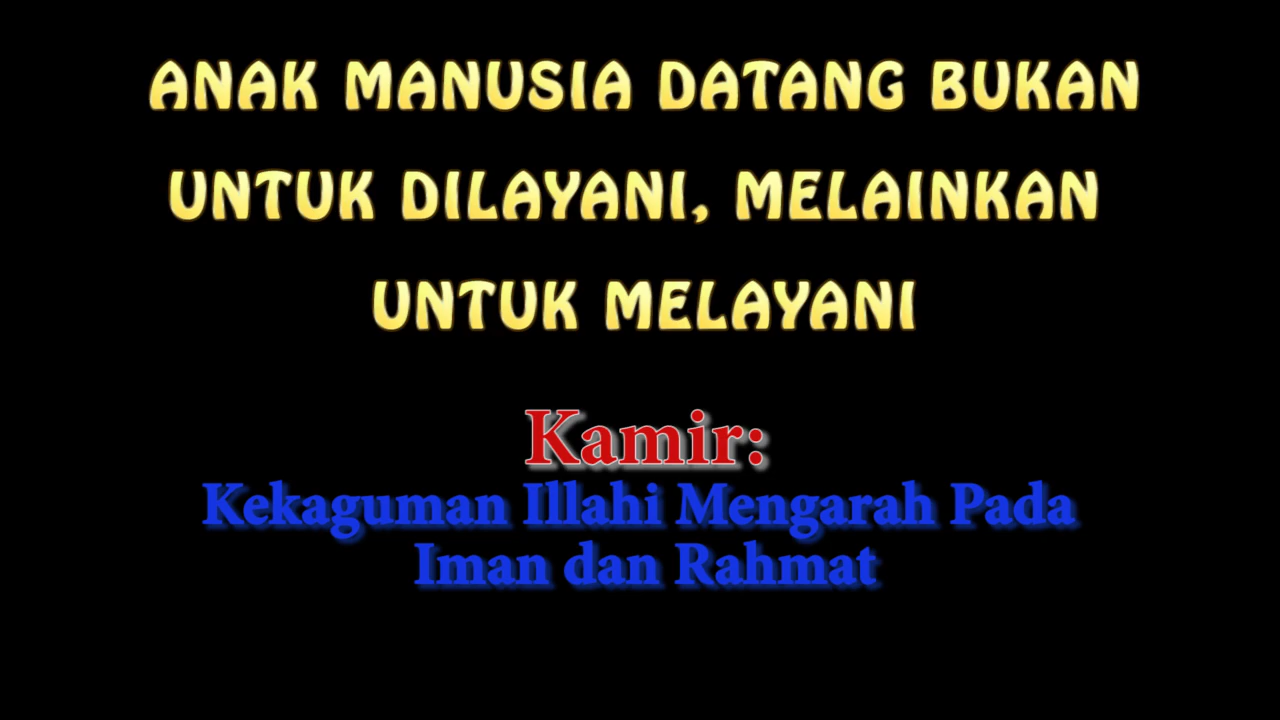 ANAK MANUSIA DATANG BUKAN
UNTUK DILAYANI, MELAINKAN
UNTUK MELAYANI
Kamir:
Kekaguman Illahi Mengarah Pada
Iman dan Rahmat